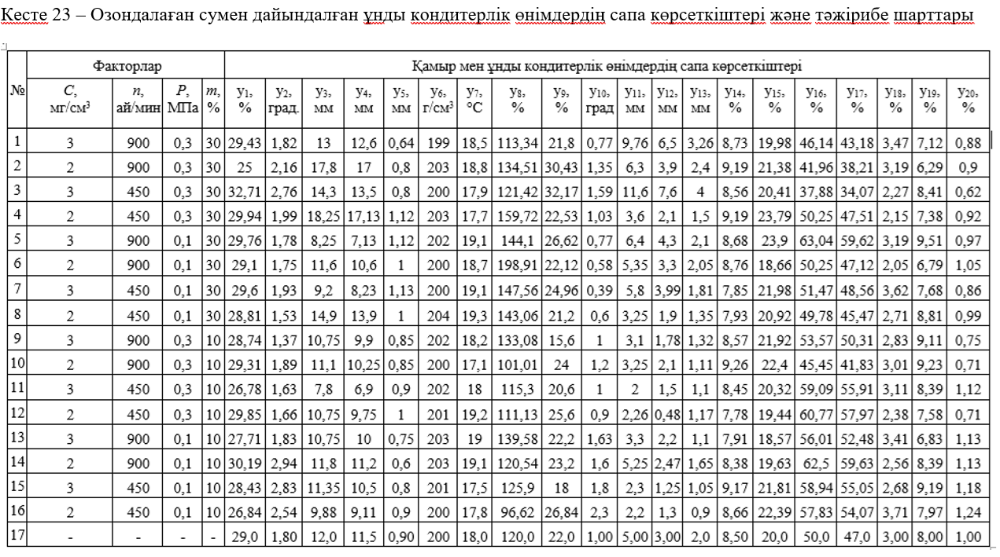 Кесте 23 – Озондалаған сумен дайындалған ұнды кондитерлік өнімдердің сапа көрсеткіштері және тәжірибе шарттары
№ Факторлар Қамыр мен ұнды кондитерлік өнімдердің сапа көрсеткіштері
C, n, P, m, y₁, y₂, y₃, y₄, y₅, y₆, y₇, y₈, y₉, y₁₀, y₁₁, y₁₂, y₁₃, y₁₄, y₁₅, y₁₆, y₁₇, y₁₈, y₁₉, y₂₀,
мг/см³ ай/мин МПа % % град. мм мм мм г/см³ °С % % град мм мм мм % % % % % % %
1 3 900 0,3 30 29,43 1,82 13 12,6 0,64 199 18,5 113,34 21,8 0,77 9,76 6,5 3,26 8,73 19,98 46,14 43,18 3,47 7,12 0,88
2 2 900 0,3 30 25 2,16 17,8 17 0,8 203 18,8 134,51 30,43 1,35 6,3 3,9 2,4 9,19 21,38 41,96 38,21 3,19 6,29 0,9
3 3 450 0,3 30 32,71 2,76 14,3 13,5 0,8 200 17,9 121,42 32,17 1,59 11,6 7,6 4 8,56 20,41 37,88 34,07 2,27 8,41 0,62
4 2 450 0,3 30 29,94 1,99 18,25 17,13 1,12 203 17,7 159,72 22,53 1,03 3,6 2,1 1,5 9,19 23,79 50,25 47,51 2,15 7,38 0,92
5 3 900 0,1 30 29,76 1,78 8,25 7,13 1,12 202 19,1 144,1 26,62 0,77 6,4 4,3 2,1 8,68 23,9 63,04 59,62 3,19 9,51 0,97
6 2 900 0,1 30 29,1 1,75 11,6 10,6 1 200 18,7 198,91 22,12 0,58 5,35 3,3 2,05 8,76 18,66 50,25 47,12 2,05 6,79 1,05
7 3 450 0,1 30 29,6 1,93 9,2 8,23 1,13 200 19,1 147,56 24,96 0,39 5,8 3,99 1,81 7,85 21,98 51,47 48,56 3,62 7,68 0,86
8 2 450 0,1 30 28,81 1,53 14,9 13,9 1 204 19,3 143,06 21,2 0,6 3,25 1,9 1,35 7,93 20,92 49,78 45,47 2,71 8,81 0,99
9 3 900 0,3 10 28,74 1,37 10,75 9,9 0,85 202 18,2 133,08 15,6 1 3,1 1,78 1,32 8,57 21,92 53,57 50,31 2,83 9,11 0,75
10 2 900 0,3 10 29,31 1,89 11,1 10,25 0,85 200 17,1 101,01 24 1,2 3,25 2,1 1,11 9,26 22,4 45,45 41,83 3,01 9,23 0,71
11 3 450 0,3 10 26,78 1,63 7,8 6,9 0,9 202 18 115,3 20,6 1 2 1,5 1,1 8,45 20,32 59,09 55,91 3,11 8,39 1,12
12 2 450 0,3 10 29,85 1,66 10,75 9,75 1 201 19,2 111,13 25,6 0,9 2,26 0,48 1,17 7,78 19,44 60,77 57,97 2,38 7,58 0,71
13 3 900 0,1 10 27,71 1,83 10,75 10 0,75 203 19 139,58 22,2 1,63 3,3 2,2 1,1 7,91 18,57 56,01 52,48 3,41 6,83 1,13
14 2 900 0,1 10 30,19 2,94 11,8 11,2 0,6 203 19,1 120,54 23,2 1,6 5,25 2,47 1,65 8,38 19,63 62,5 59,63 2,56 8,39 1,13
15 3 450 0,1 10 28,43 2,83 11,35 10,5 0,8 201 17,5 125,9 18 1,8 2,3 1,25 1,05 9,17 21,81 58,94 55,05 2,68 9,19 1,18
16 2 450 0,1 10 26,84 2,54 9,88 9,11 0,9 200 17,8 96,62 26,84 2,3 2,2 1,3 0,9 8,66 22,39 57,83 54,07 3,71 7,97 1,24
17 - - - - 29,0 1,80 12,0 11,5 0,90 200 18,0 120,0 22,0 1,00 5,00 3,00 2,0 8,50 20,0 50,0 47,0 3,00 8,00 1,00